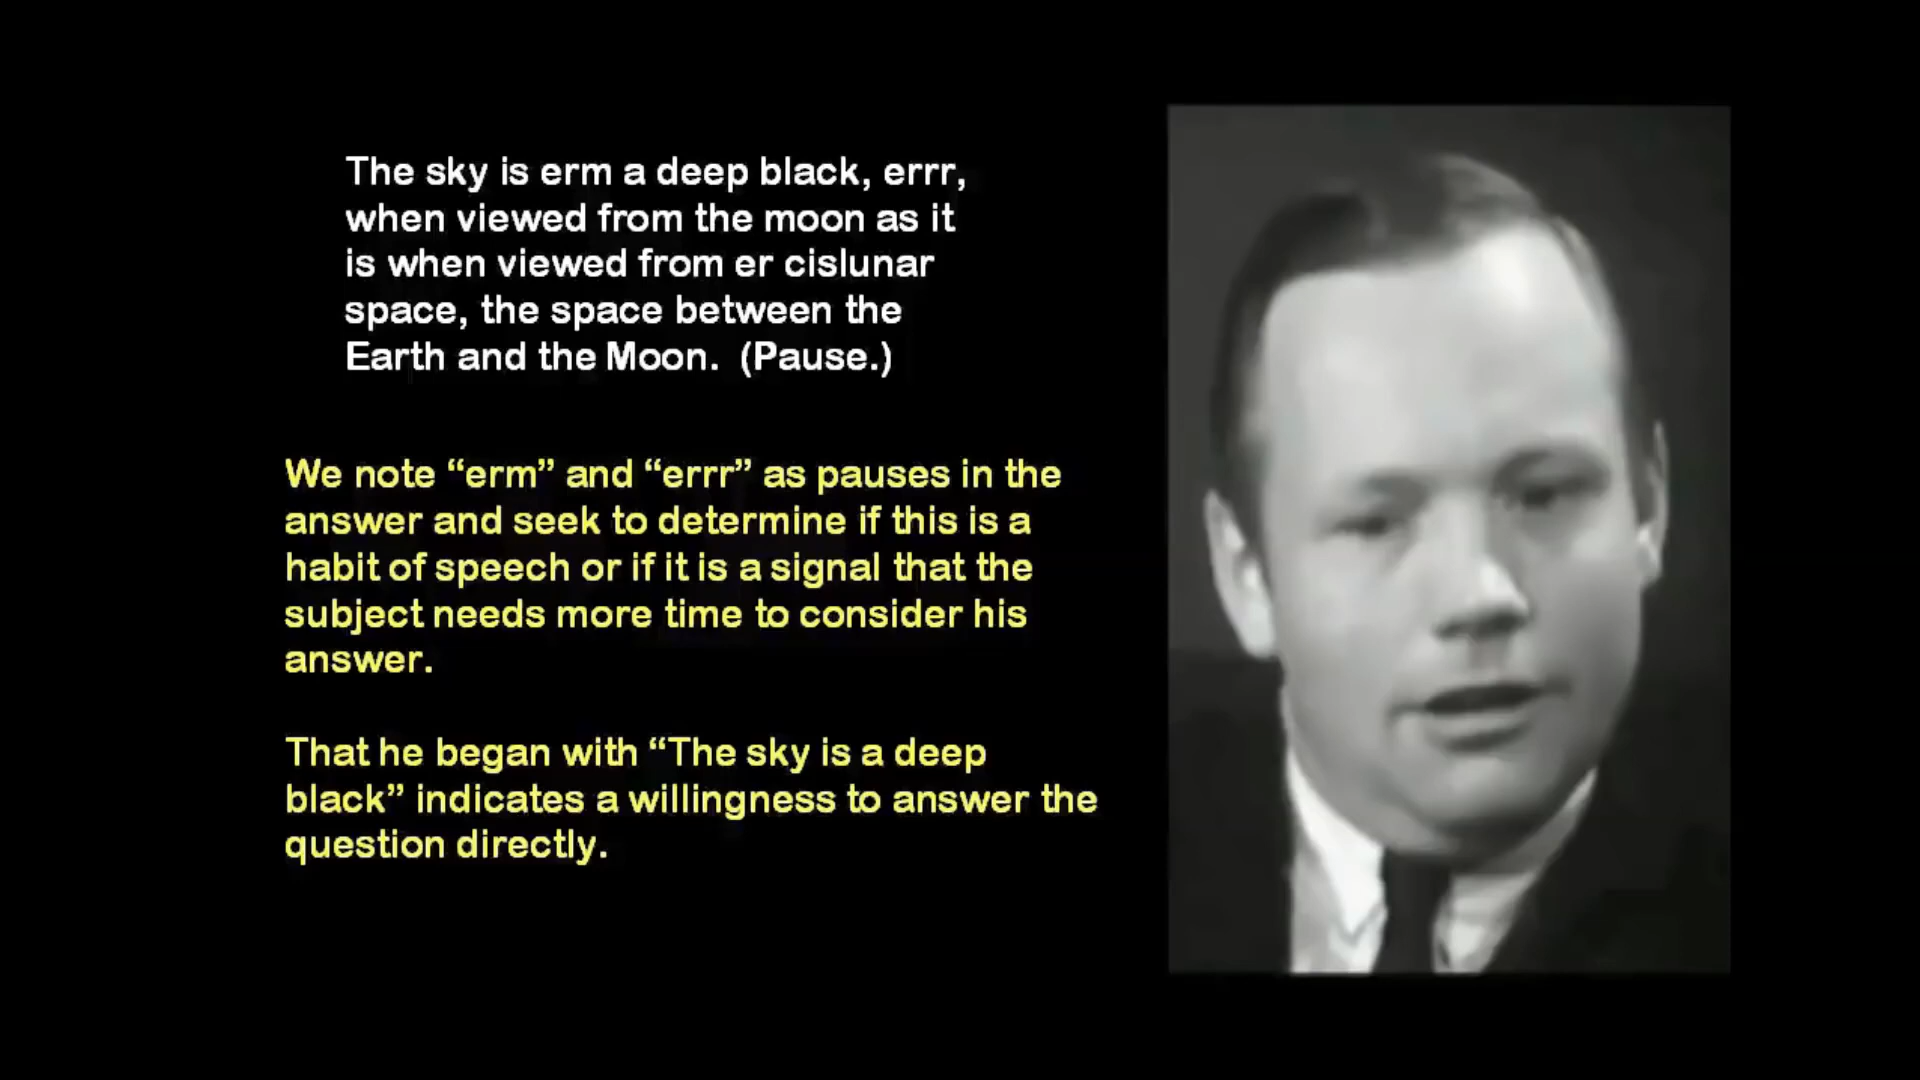 The sky is erm a deep black, errr,
when viewed from the moon as it
is when viewed from er cislunar
space, the space between the
Earth and the Moon.  (Pause.)
We note “erm” and “errr” as pauses in the
answer and seek to determine if this is a
habit of speech or if it is a signal that the
subject needs more time to consider his
answer.
That he began with “The sky is a deep
black” indicates a willingness to answer the
question directly.